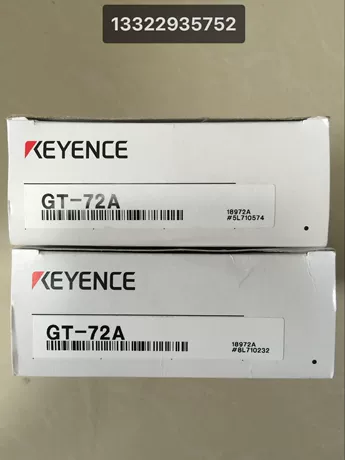 13322935752
KEYENCE
GT-72A
18972A
#5L710574
KEYENCE
GT-72A
18972A
#8L710232